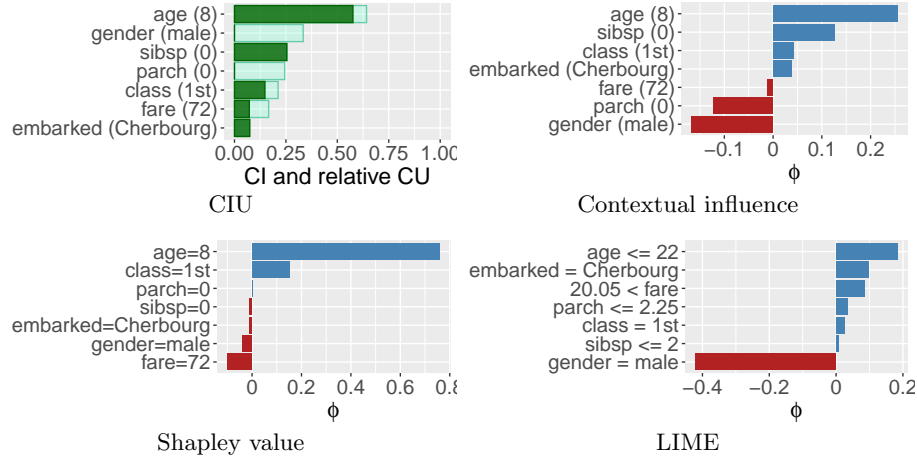 age (8)
gender (male)
sibsp (0)
parch (0)
class (1st)
fare (72)
embarked (Cherbourg)
0.00 0.25 0.50 0.75 1.00
CI and relative CU
CIU
age (8)
sibsp (0)
class (1st)
embarked (Cherbourg)
fare (72)
parch (0)
gender (male)
−0.1 0 0.1 0.2
ϕ
Contextual influence
age=8
class=1st
parch=0
sibsp=0
embarked=Cherbourg
gender=male
fare=72
0 0.2 0.4 0.6 0.8
ϕ
Shapley value
age <= 22
embarked = Cherbourg
20.05 < fare
parch <= 2.25
class = 1st
sibsp <= 2
gender = male
−0.4 −0.2 0 0.2
ϕ
LIME